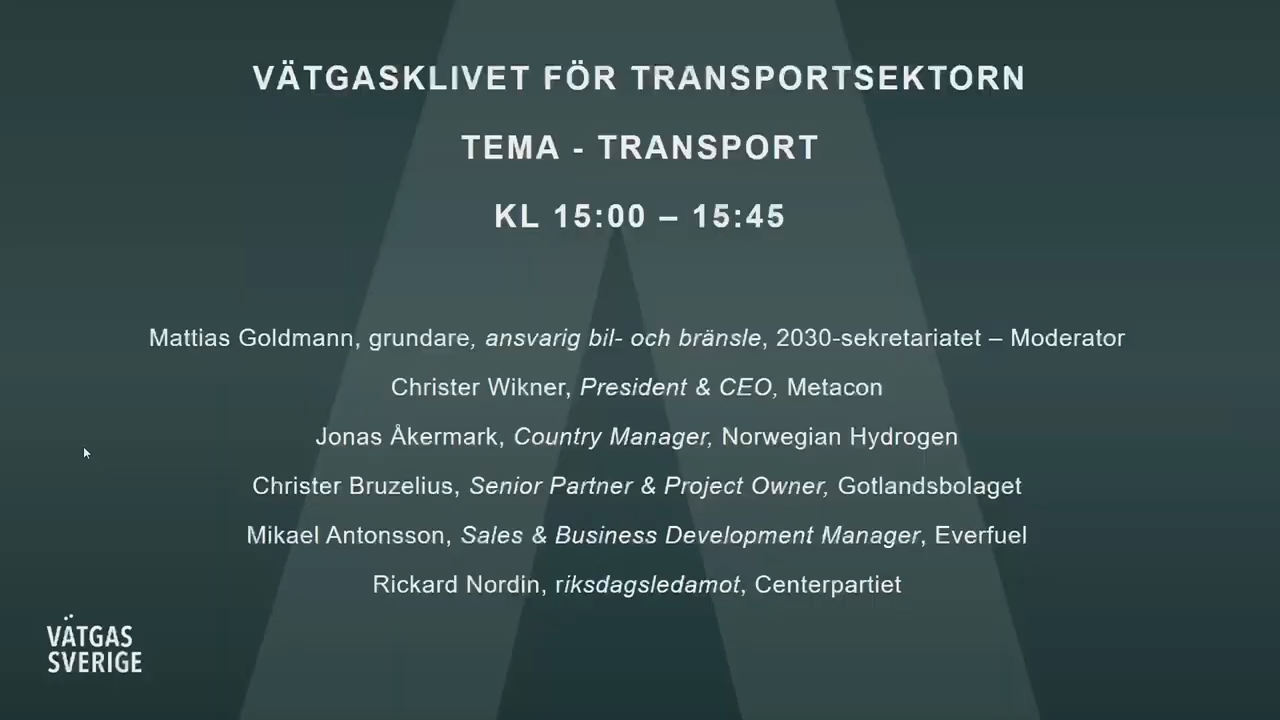 VÄTGASKLIVET FÖR TRANSPORTSEKTORN
TEMA - TRANSPORT
KL 15:00 – 15:45
Mattias Goldmann, grundare, ansvarig bil- och bränsle, 2030-sekretariatet – Moderator
Christer Wikner, President & CEO, Metacon
Jonas Åkermark, Country Manager, Norwegian Hydrogen
Christer Bruzelius, Senior Partner & Project Owner, Gotlandsbolaget
Mikael Antonsson, Sales & Business Development Manager, Everfuel
Rickard Nordin, riksdagsledamot, Centerpartiet
VÄTGAS
SVERIGE